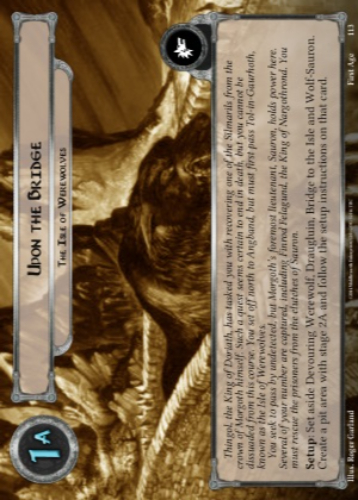 1A
Upon the Bridge
The Isle of Werewolves
Thingol, the King of Doriath, has tasked you with recovering one of the Silmarils from the
crown of Morgoth himself. Such a quest seems certain to end in death, but you cannot be
dissuaded from this course. You set off north to Angband, but must first pass Tol-in-Gaurhoth,
known as the Isle of Werewolves.
You seek to pass by undetected, but Morgoth's foremost lieutenant, Sauron, holds power here.
Several of your number are captured, including Finrod Felagund, the King of Nargothrond. You
must rescue the prisoners from the clutches of Sauron.
Setup: Set aside Devouring Werewolf, Draugluin, Bridge to the Isle and Wolf-Sauron.
Create a pit area with stage 2A and follow the setup instructions on that card.
Illus. Roger Garland
First Age 113